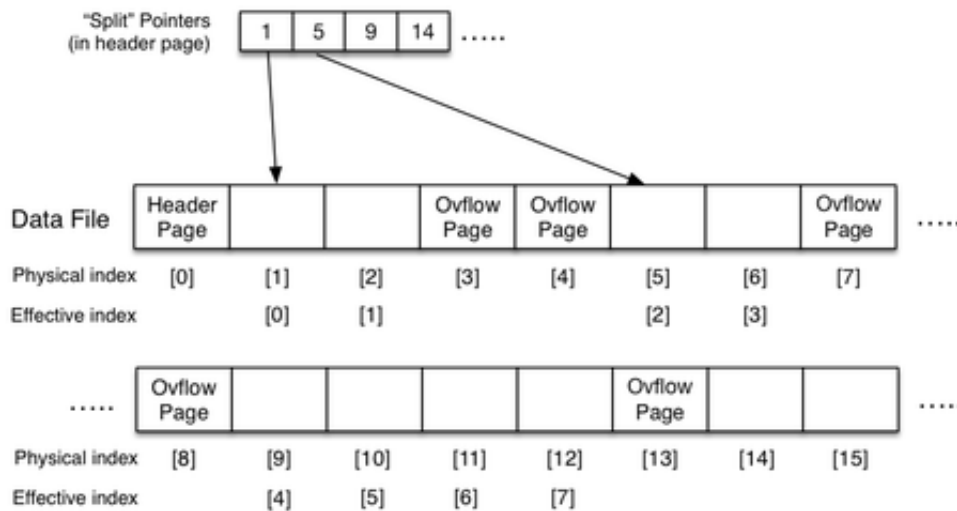 “Split” Pointers
(in header page)
1 5 9 14 .....
Data File
Header Page
Ovflow Page
Ovflow Page
Ovflow Page
.....
Physical index [0] [1] [2] [3] [4] [5] [6] [7]
Effective index [0] [1] [2] [3]
.....
Ovflow Page
Ovflow Page
.....
Physical index [8] [9] [10] [11] [12] [13] [14] [15]
Effective index [4] [5] [6] [7]